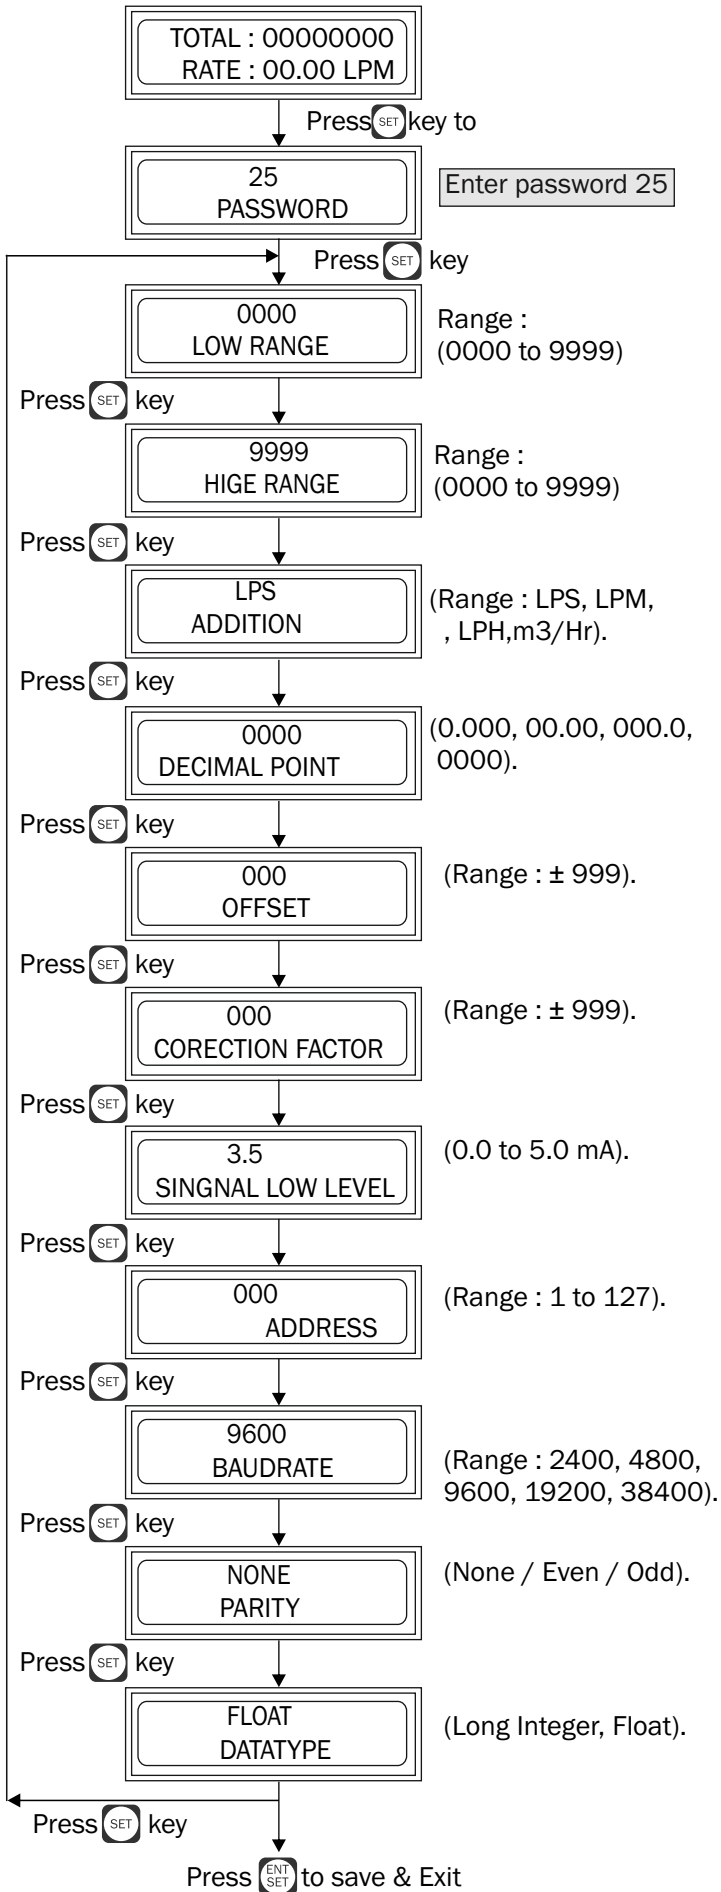 TOTAL : 00000000
RATE : 00.00 LPM
Press SET key to
25
PASSWORD
Enter password 25
Press SET key
0000
LOW RANGE
Range :
(0000 to 9999)
Press SET key
9999
HIGE RANGE
Range :
(0000 to 9999)
Press SET key
LPS
ADDITION
(Range : LPS, LPM,
, LPH,m3/Hr).
Press SET key
0000
DECIMAL POINT
(0.000, 00.00, 000.0,
0000).
Press SET key
000
OFFSET
(Range : ± 999).
Press SET key
000
CORECTION FACTOR
(Range : ± 999).
Press SET key
3.5
SINGNAL LOW LEVEL
(0.0 to 5.0 mA).
Press SET key
000
ADDRESS
(Range : 1 to 127).
Press SET key
9600
BAUDRATE
(Range : 2400, 4800,
9600, 19200, 38400).
Press SET key
NONE
PARITY
(None / Even / Odd).
Press SET key
FLOAT
DATATYPE
(Long Integer, Float).
Press SET key
Press ENT SET to save & Exit